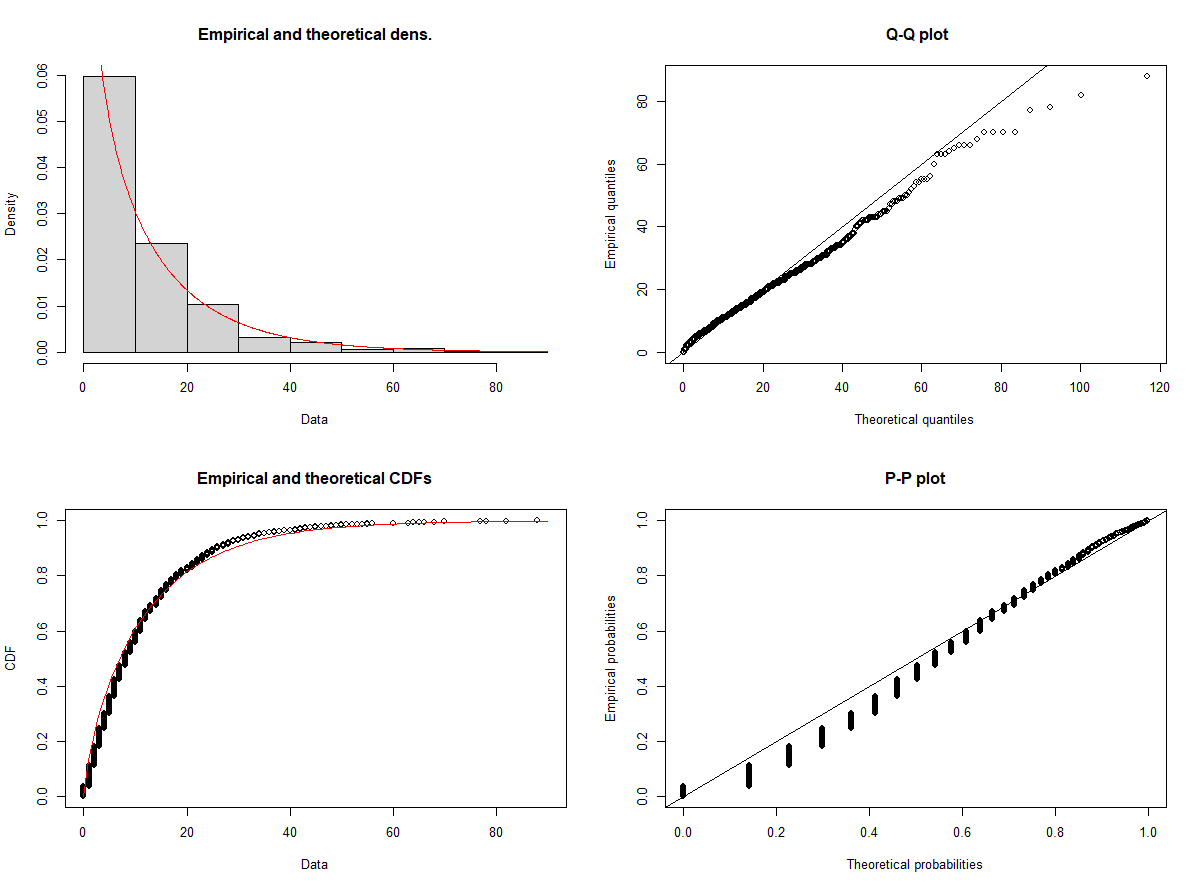 Empirical and theoretical dens.
Density
0.00 0.01 0.02 0.03 0.04 0.05 0.06
0 20 40 60 80
Data
Q-Q plot
Empirical quantiles
0 20 40 60 80
0 20 40 60 80 100 120
Theoretical quantiles
Empirical and theoretical CDFs
CDF
0.0 0.2 0.4 0.6 0.8 1.0
0 20 40 60 80
Data
P-P plot
Empirical probabilities
0.0 0.2 0.4 0.6 0.8 1.0
0.0 0.2 0.4 0.6 0.8 1.0
Theoretical probabilities